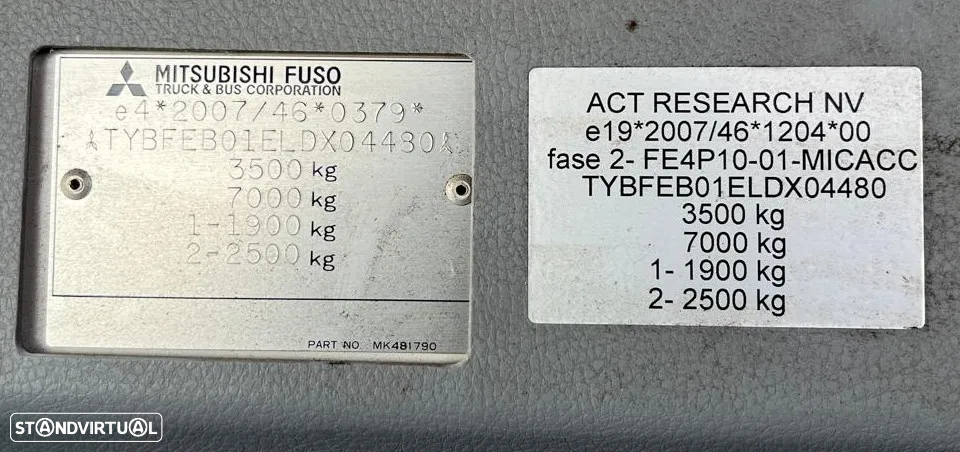 MITSUBISHI FUSO
TRUCK & BUS CORPORATION
e4*2007/46*0379*
TYBFEB01ELDX04480
3500 kg
7000 kg
1-1900 kg
2-2500 kg
PART NO. MK481790
ACT RESEARCH NV
e19*2007/46*1204*00
fase 2- FE4P10-01-MICACC
TYBFEB01ELDX04480
3500 kg
7000 kg
1- 1900 kg
2- 2500 kg
STANDVIRTUAL